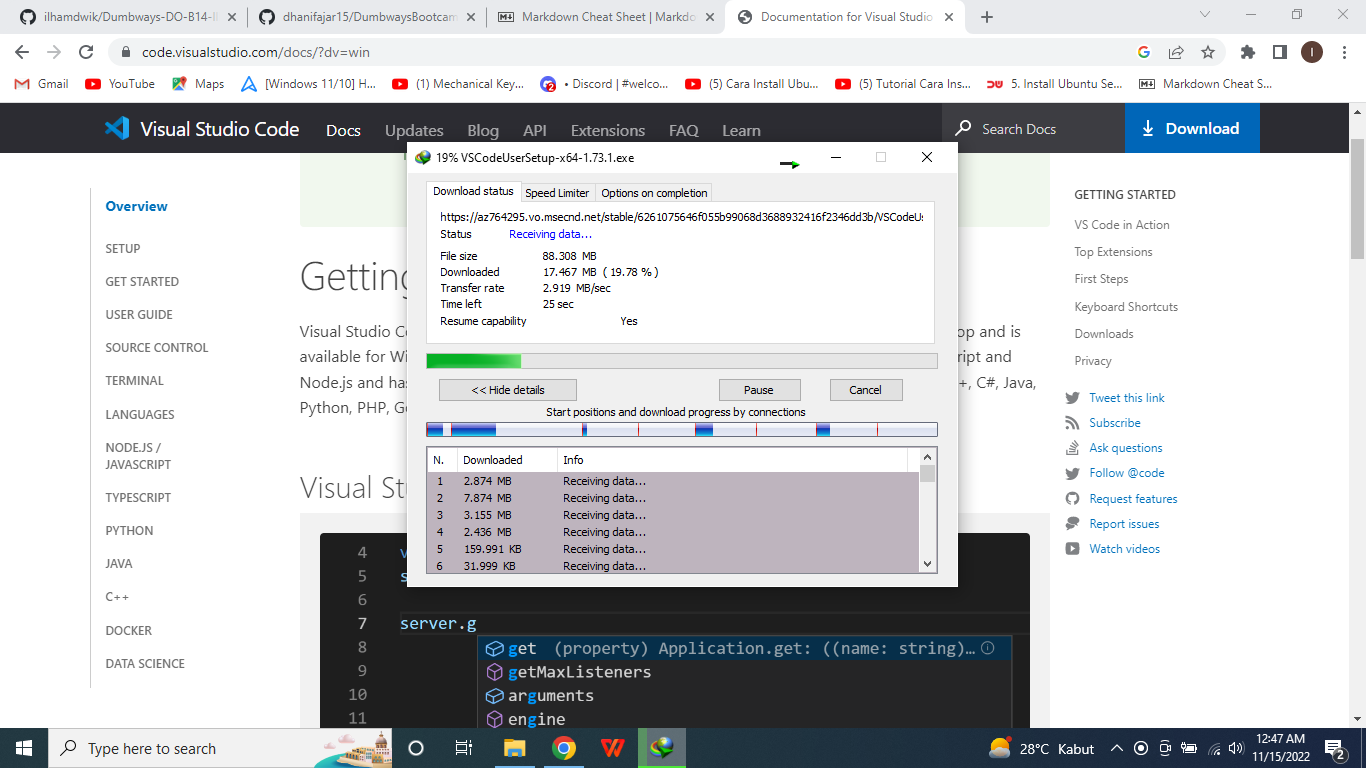 ilhamdwik/Dumbways-DO-B14-Il
dhanifajar15/DumbwaysBootcam
Markdown Cheat Sheet | Markdo
Documentation for Visual Studio
code.visualstudio.com/docs/?dv=win
I
Gmail
YouTube
Maps
[Windows 11/10] H...
(1) Mechanical Key...
• Discord | #welco...
(5) Cara Install Ubu...
(5) Tutorial Cara Ins...
5. Install Ubuntu Se...
Markdown Cheat S...
Visual Studio Code
Docs
Updates
Blog
API
Extensions
FAQ
Learn
Search Docs
Download
Overview
SETUP
GET STARTED
USER GUIDE
SOURCE CONTROL
TERMINAL
LANGUAGES
NODE.JS /
JAVASCRIPT
TYPESCRIPT
PYTHON
JAVA
C++
DOCKER
DATA SCIENCE
Getting
Visual Studio Co
op and is
available for Wi
ript and
Node.js and has
+, C#, Java,
Python, PHP, Go
Visual St
19% VSCodeUserSetup-x64-1.73.1.exe
Download status
Speed Limiter
Options on completion
https://az764295.vo.msecnd.net/stable/6261075646f055b99068d3688932416f2346dd3b/VSCodeUs
Status Receiving data...
File size 88.308 MB
Downloaded 17.467 MB ( 19.78 % )
Transfer rate 2.919 MB/sec
Time left 25 sec
Resume capability Yes
<< Hide details
Pause
Cancel
Start positions and download progress by connections
N. Downloaded Info
1 2.874 MB Receiving data...
2 7.874 MB Receiving data...
3 3.155 MB Receiving data...
4 2.436 MB Receiving data...
5 159.991 KB Receiving data...
6 31.999 KB Receiving data...
4 v
5 s
6
7 server.g
8 get (property) Application.get: ((name: string)...
9 getMaxListeners
10 arguments
11 engine
GETTING STARTED
VS Code in Action
Top Extensions
First Steps
Keyboard Shortcuts
Downloads
Privacy
Tweet this link
Subscribe
Ask questions
Follow @code
Request features
Report issues
Watch videos
Type here to search
28°C Kabut
12:47 AM
11/15/2022
2